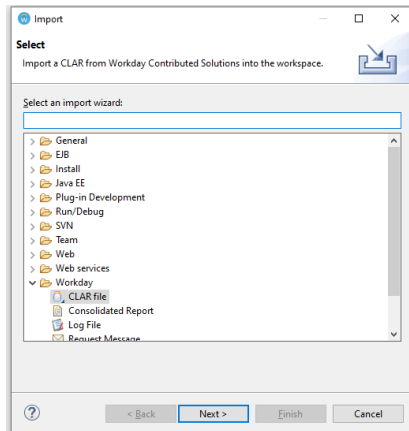 Import
Select
Import a CLAR from Workday Contributed Solutions into the workspace.
Select an import wizard:
General
EJB
Install
Java EE
Plug-in Development
Run/Debug
SVN
Team
Web
Web services
Workday
CLAR file
Consolidated Report
Log File
Request Message
? < Back Next > Finish Cancel